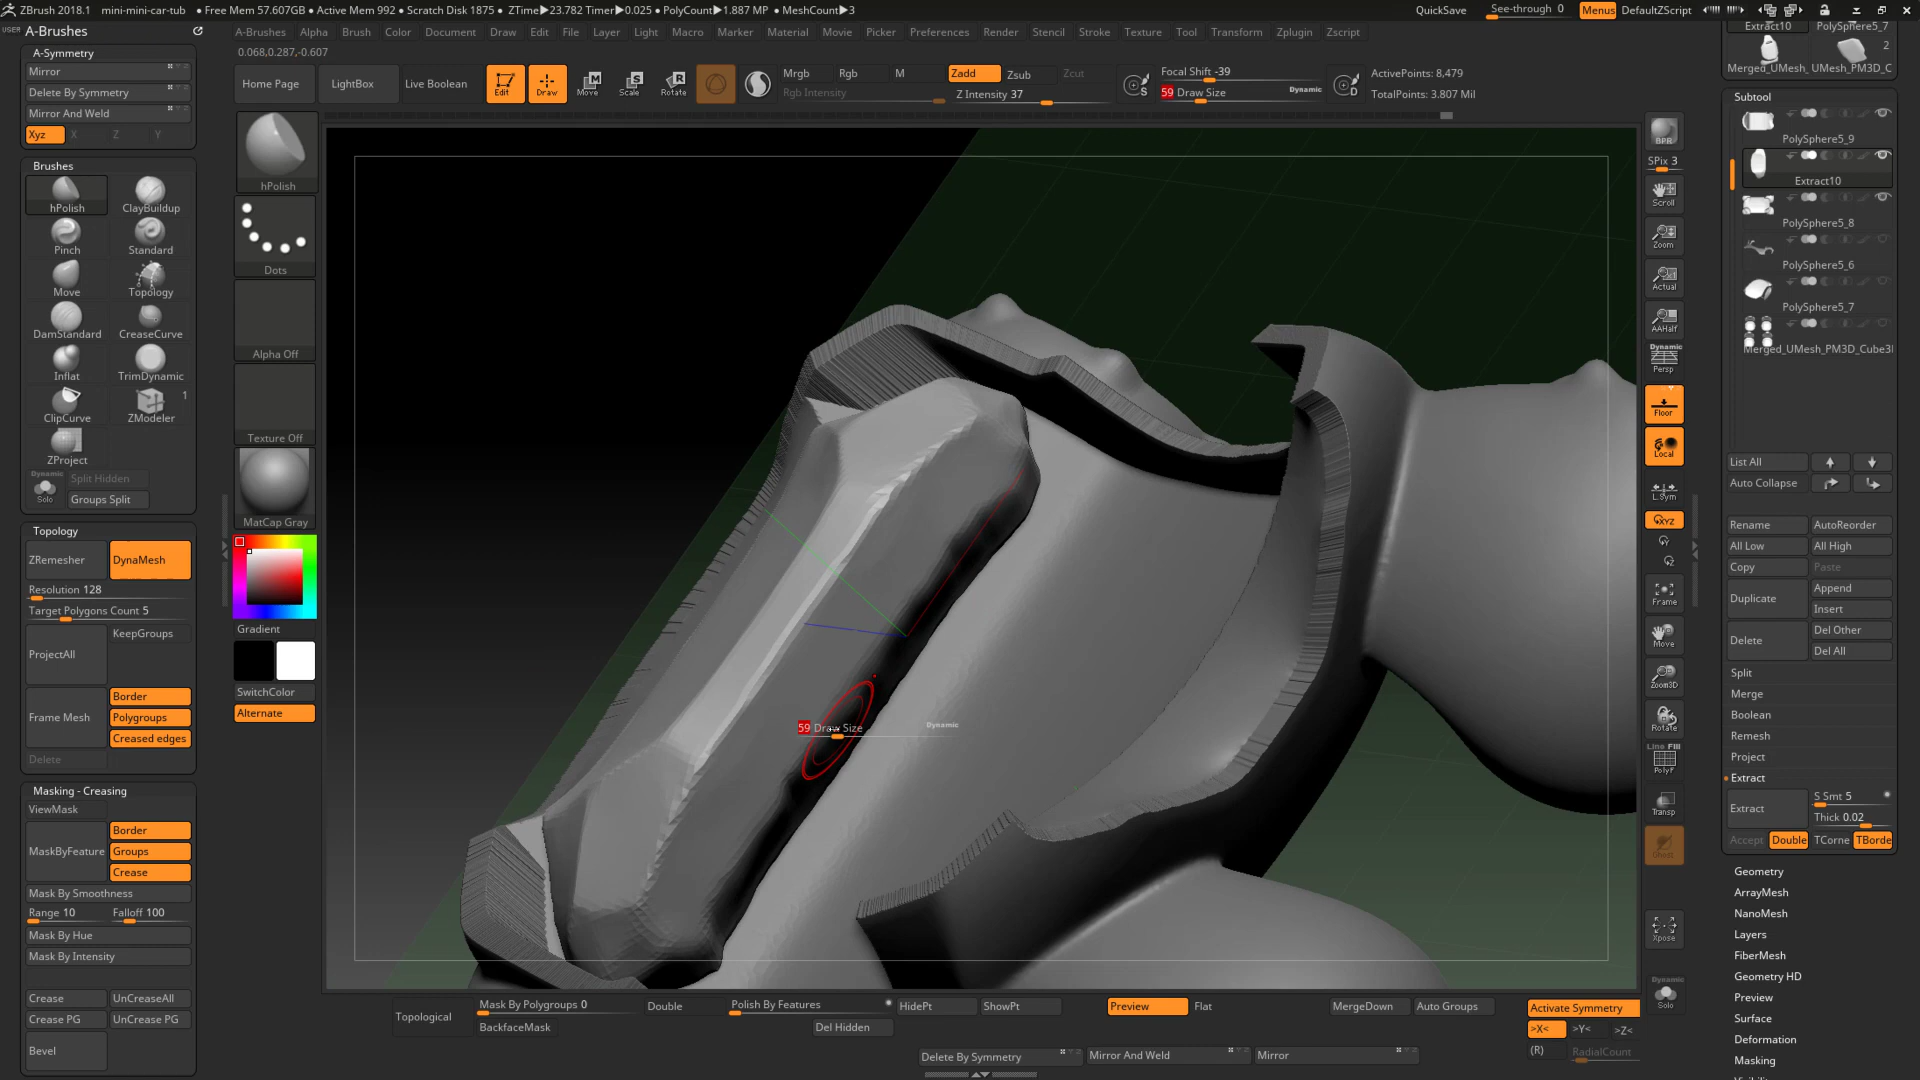 ZBrush 2018.1 mini-mini-car-tub • Free Mem 57.607GB • Active Mem 992 • Scratch Disk 1875 • ZTime▶23.782 Timer▶0.025 • PolyCount▶1.887 MP • MeshCount▶3
QuickSave See-through 0 Menus DefaultZScript
USER A-Brushes
A-Brushes Alpha Brush Color Document Draw Edit File Layer Light Macro Marker Material Movie Picker Preferences Render Stencil Stroke Texture Tool Transform Zplugin Zscript
0.068,0.287,-0.607
Home Page LightBox Live Boolean Edit Draw Move Scale Rotate
Mrgb Rgb M Zadd Zsub Zcut
Rgb Intensity Z Intensity 37
Focal Shift -39
59 Draw Size Dynamic
S D
ActivePoints: 8,479
TotalPoints: 3.807 Mil
A-Symmetry
Mirror
Delete By Symmetry
Mirror And Weld
Xyz X Z Y
Brushes
hPolish ClayBuildup
Pinch Standard
Move Topology
DamStandard CreaseCurve
Inflat TrimDynamic
ClipCurve ZModeler 1
ZProject
Dynamic
Solo
Split Hidden
Groups Split
Topology
ZRemesher DynaMesh
Resolution 128
Target Polygons Count 5
ProjectAll KeepGroups
Frame Mesh
Border
Polygroups
Creased edges
Delete
Masking - Creasing
ViewMask
MaskByFeature
Border
Groups
Crease
Mask By Smoothness
Range 10 Falloff 100
Mask By Hue
Mask By Intensity
Crease UnCreaseAll
Crease PG UnCrease PG
Bevel
hPolish
Dots
Alpha Off
Texture Off
MatCap Gray
Gradient
SwitchColor
Alternate
59 Draw Size Dynamic
BPR
SPix 3
Scroll
Zoom
Actual
AAHalf
Dynamic
Persp
Floor
Local
L.Sym
XYZ
Y
Z
Frame
Move
Zoom3D
Rotate
Line Fill
PolyF
Transp
Ghost
Xpose
Dynamic
Solo
Extract10 PolySphere5_7
2
Merged_UMesh_ UMesh_PM3D_C
Subtool
PolySphere5_9
Extract10
PolySphere5_8
PolySphere5_6
PolySphere5_7
Merged_UMesh_PM3D_Cube3
List All
Auto Collapse
Rename AutoReorder
All Low All High
Copy Paste
Duplicate Append
Insert
Delete Del Other
Del All
Split
Merge
Boolean
Remesh
Project
Extract
Extract S Smt 5
Thick 0.02
Accept Double TCorne TBorde
Geometry
ArrayMesh
NanoMesh
Layers
FiberMesh
Geometry HD
Preview
Surface
Deformation
Masking
Topological
Mask By Polygroups 0
BackfaceMask
Double
Polish By Features
Del Hidden
HidePt ShowPt
Preview Flat
MergeDown Auto Groups
Activate Symmetry
>X< >Y< >Z<
(R) RadialCount
Delete By Symmetry Mirror And Weld Mirror